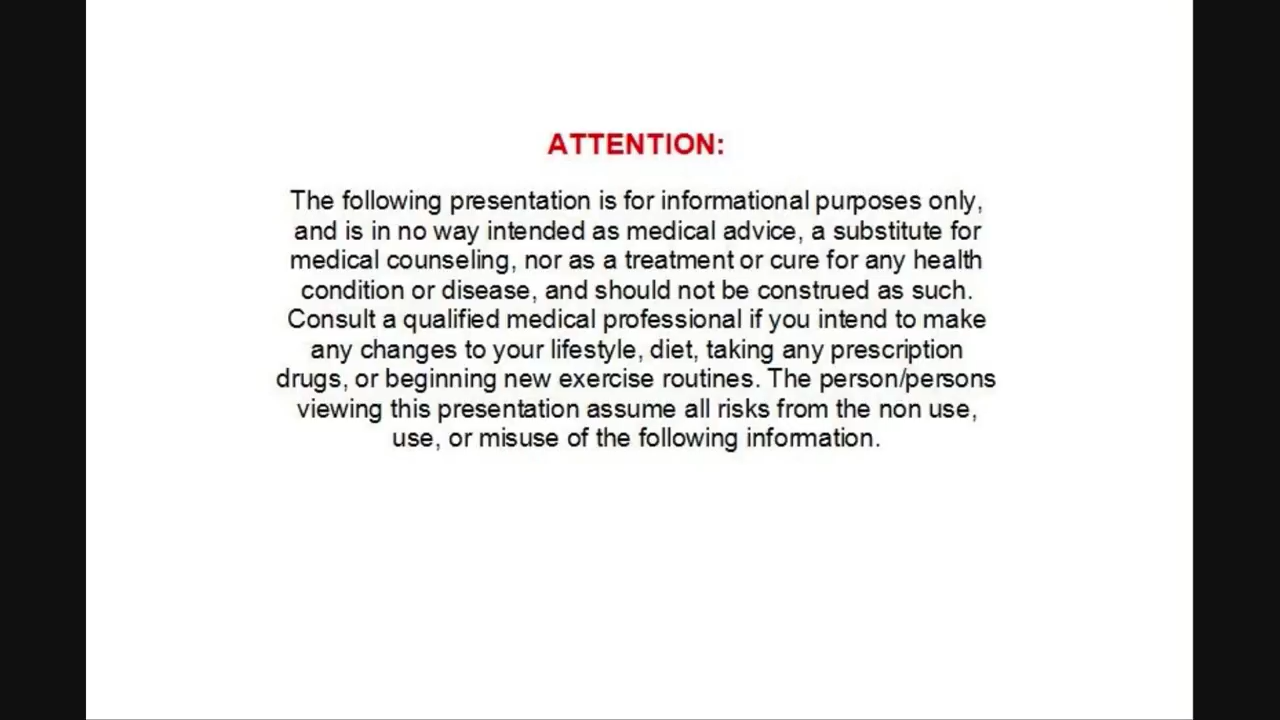 ATTENTION:
The following presentation is for informational purposes only,
and is in no way intended as medical advice, a substitute for
medical counseling, nor as a treatment or cure for any health
condition or disease, and should not be construed as such.
Consult a qualified medical professional if you intend to make
any changes to your lifestyle, diet, taking any prescription
drugs, or beginning new exercise routines. The person/persons
viewing this presentation assume all risks from the non use,
use, or misuse of the following information.